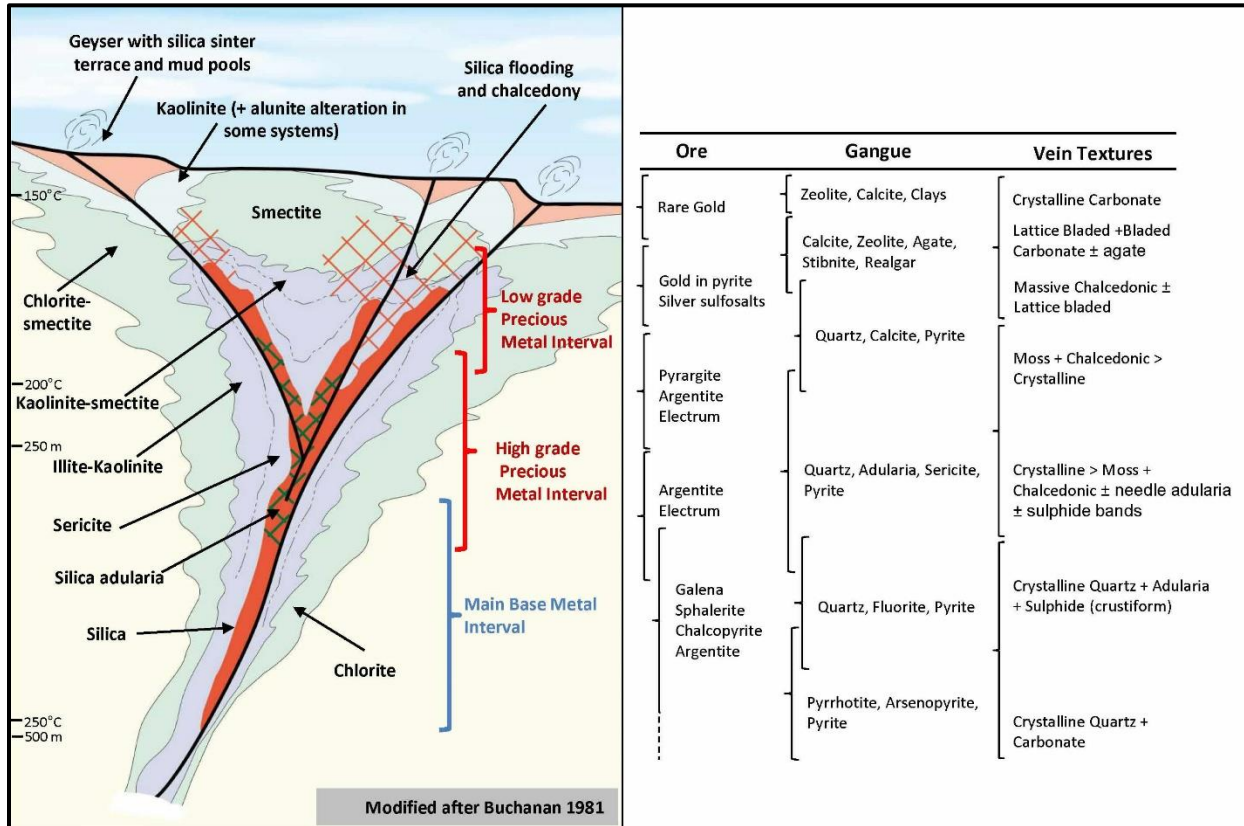 Geyser with silica sinter
terrace and mud pools
Kaolinite (+ alunite alteration in
some systems)
Silica flooding
and chalcedony
150°C
Smectite
Chlorite-
smectite
Low grade
Precious
Metal Interval
200°C
Kaolinite-smectite
250 m
Illite-Kaolinite
High grade
Precious
Metal Interval
Sericite
Silica adularia
Main Base Metal
Interval
Silica
Chlorite
250°C
500 m
Modified after Buchanan 1981
Ore
Gangue
Vein Textures
Rare Gold
Gold in pyrite
Silver sulfosalts
Pyrargite
Argentite
Electrum
Argentite
Electrum
Galena
Sphalerite
Chalcopyrite
Argentite
Zeolite, Calcite, Clays
Calcite, Zeolite, Agate,
Stibnite, Realgar
Quartz, Calcite, Pyrite
Quartz, Adularia, Sericite,
Pyrite
Quartz, Fluorite, Pyrite
Pyrrhotite, Arsenopyrite,
Pyrite
Crystalline Carbonate
Lattice Bladed +Bladed
Carbonate ± agate
Massive Chalcedonic ±
Lattice bladed
Moss + Chalcedonic >
Crystalline
Crystalline > Moss +
Chalcedonic ± needle adularia
± sulphide bands
Crystalline Quartz + Adularia
+ Sulphide (crustiform)
Crystalline Quartz +
Carbonate